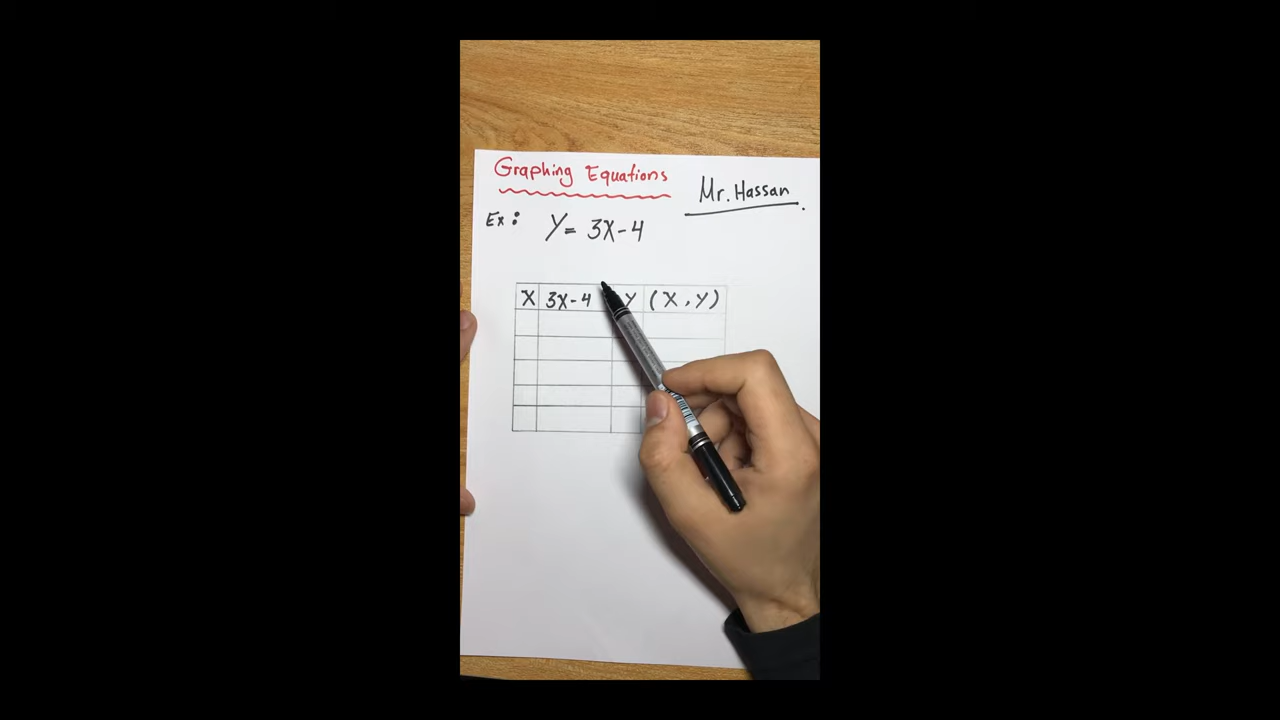 Graphing Equations
Mr. Hassan
Ex: Y = 3X-4
X 3X-4 Y (X, Y)